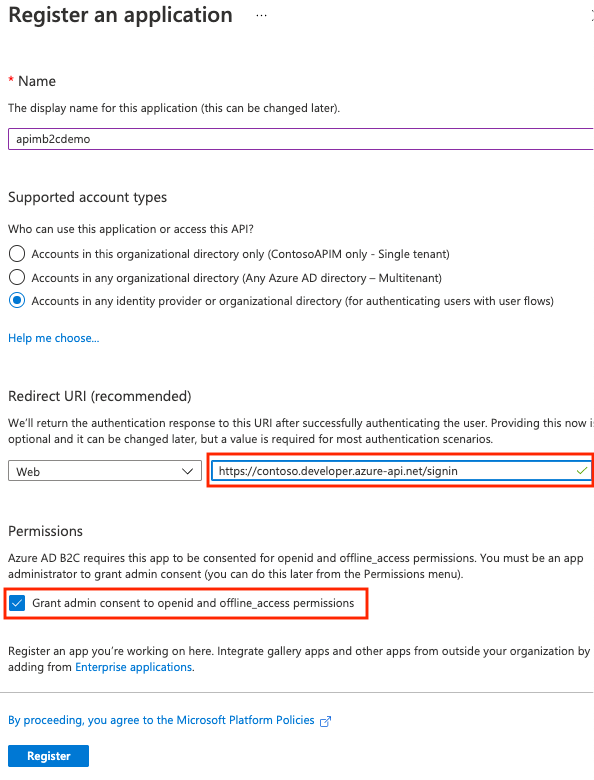 Register an application ...
* Name
The display name for this application (this can be changed later).
apimb2cdemo
Supported account types
Who can use this application or access this API?
Accounts in this organizational directory only (ContosoAPIM only - Single tenant)
Accounts in any organizational directory (Any Azure AD directory – Multitenant)
Accounts in any identity provider or organizational directory (for authenticating users with user flows)
Help me choose...
Redirect URI (recommended)
We'll return the authentication response to this URI after successfully authenticating the user. Providing this now is
optional and it can be changed later, but a value is required for most authentication scenarios.
Web
https://contoso.developer.azure-api.net/signin
Permissions
Azure AD B2C requires this app to be consented for openid and offline_access permissions. You must be an app
administrator to grant admin consent (you can do this later from the Permissions menu).
Grant admin consent to openid and offline_access permissions
Register an app you're working on here. Integrate gallery apps and other apps from outside your organization by
adding from Enterprise applications.
By proceeding, you agree to the Microsoft Platform Policies
Register